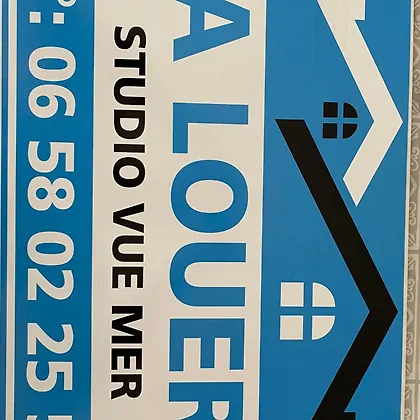 A LOUER
STUDIO VUE MER
: 06 58 02 25